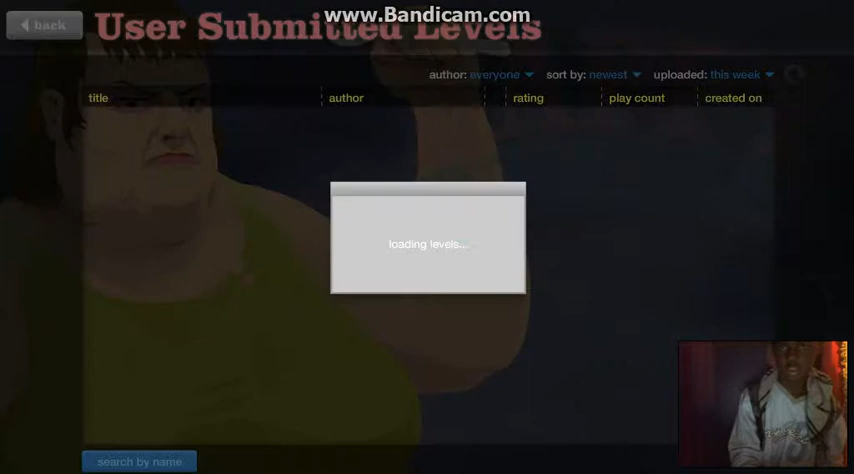 www.Bandicam.com
back
User Submitted Levels
author: everyone sort by: newest uploaded: this week
title author rating play count created on
loading levels...
search by name